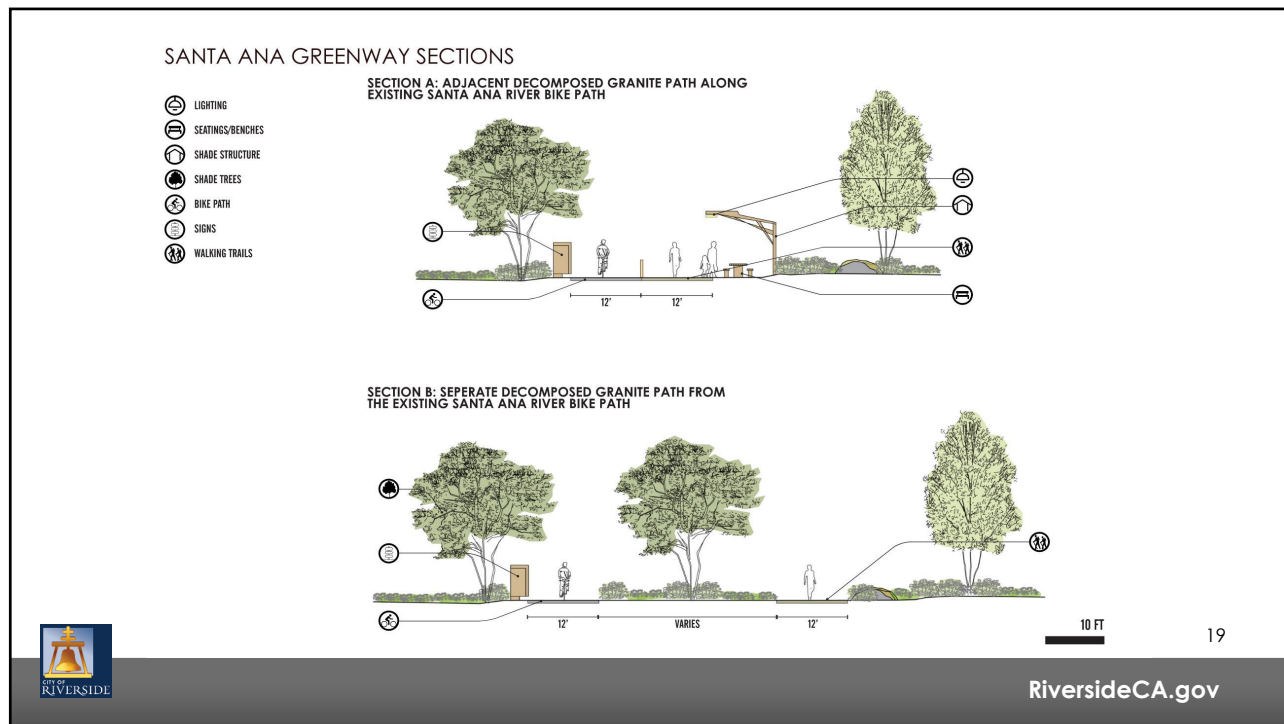 SANTA ANA GREENWAY SECTIONS
LIGHTING
SEATINGS/BENCHES
SHADE STRUCTURE
SHADE TREES
BIKE PATH
SIGNS
WALKING TRAILS
SECTION A: ADJACENT DECOMPOSED GRANITE PATH ALONG
EXISTING SANTA ANA RIVER BIKE PATH
12'
12'
SECTION B: SEPERATE DECOMPOSED GRANITE PATH FROM
THE EXISTING SANTA ANA RIVER BIKE PATH
12'
VARIES
12'
10 FT
19
CITY OF
RIVERSIDE
RiversideCA.gov